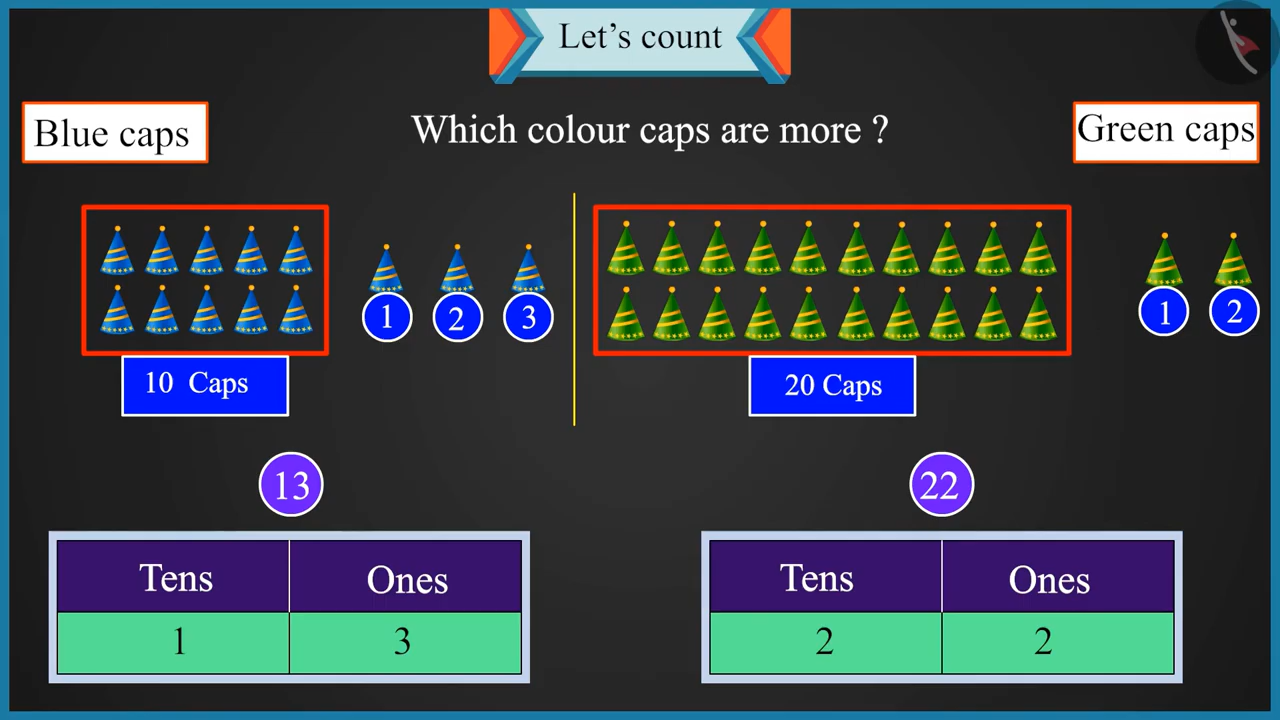 Let's count
Blue caps
Which colour caps are more ?
Green caps
1 2 3
1 2
10 Caps
20 Caps
13
22
Tens Ones
1 3
Tens Ones
2 2